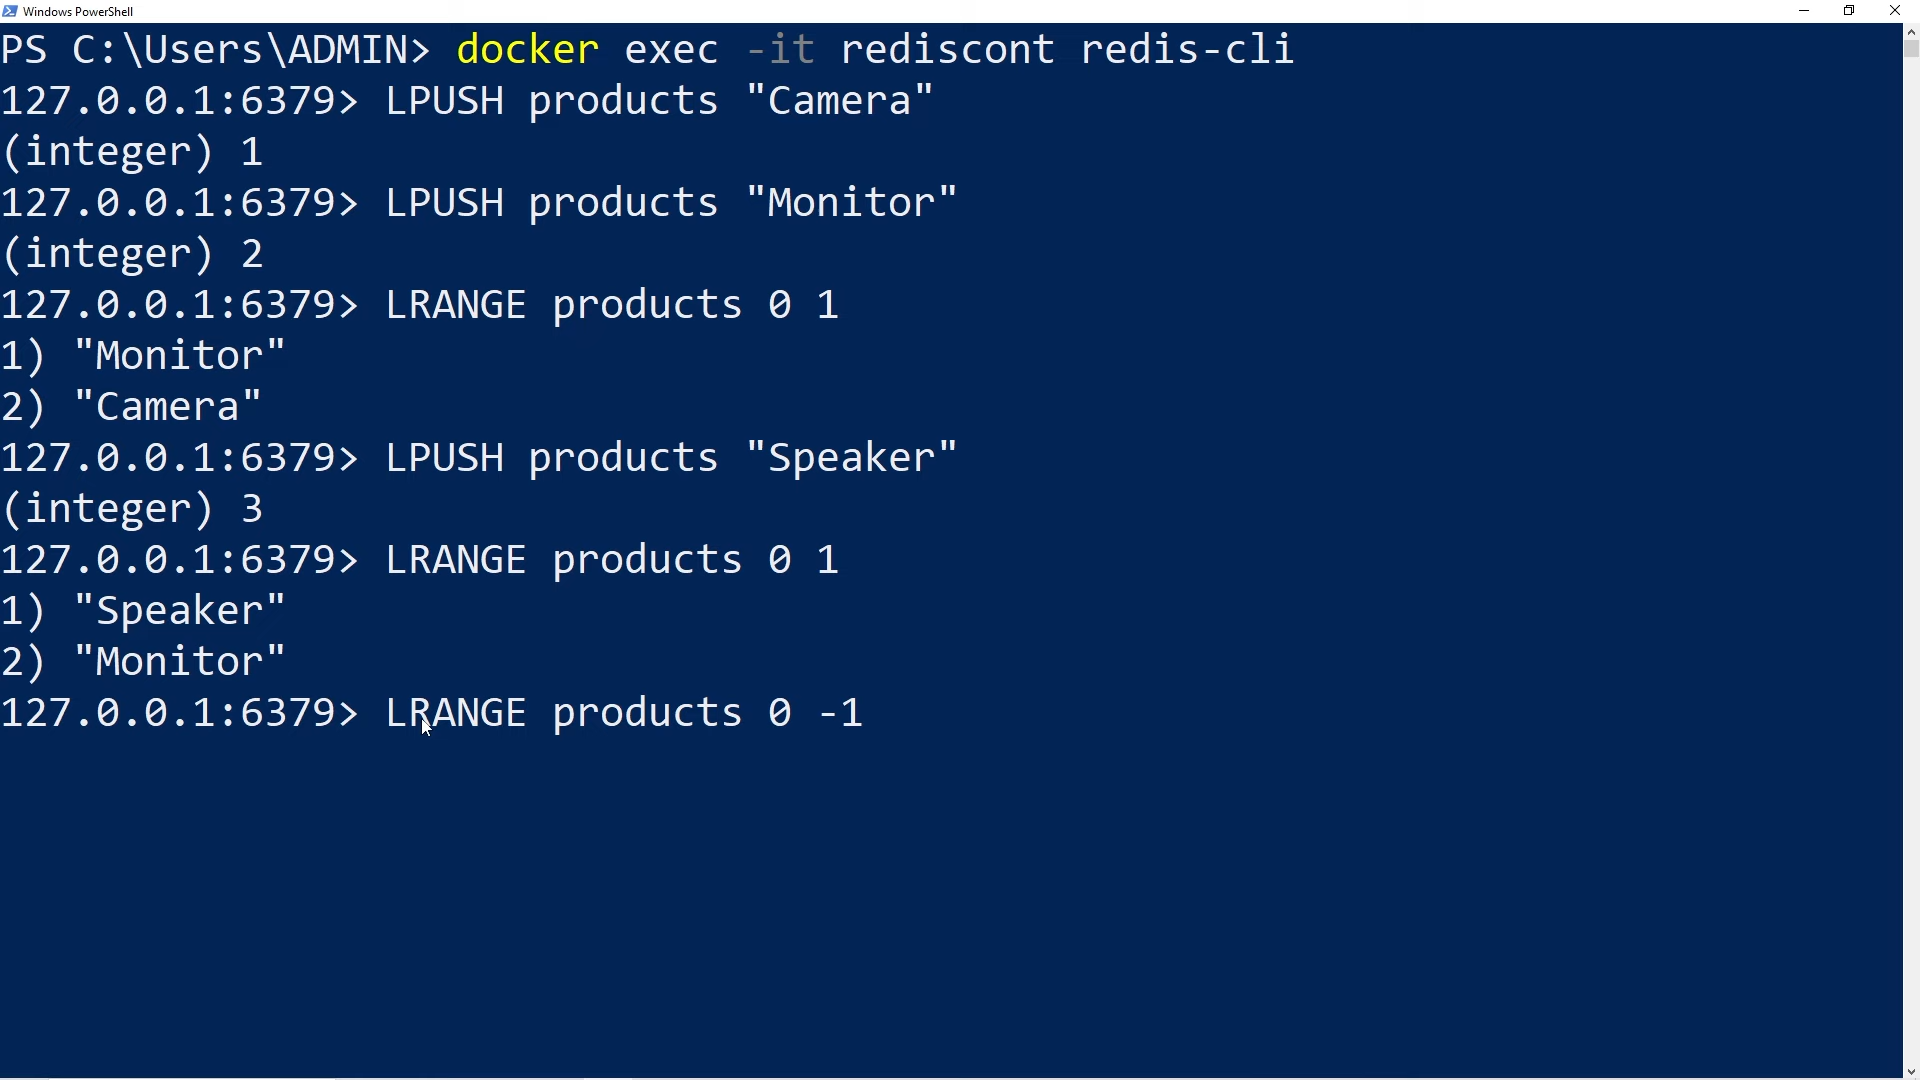 Windows PowerShell
PS C:\Users\ADMIN> docker exec -it rediscont redis-cli
127.0.0.1:6379> LPUSH products "Camera"
(integer) 1
127.0.0.1:6379> LPUSH products "Monitor"
(integer) 2
127.0.0.1:6379> LRANGE products 0 1
1) "Monitor"
2) "Camera"
127.0.0.1:6379> LPUSH products "Speaker"
(integer) 3
127.0.0.1:6379> LRANGE products 0 1
1) "Speaker"
2) "Monitor"
127.0.0.1:6379> LRANGE products 0 -1